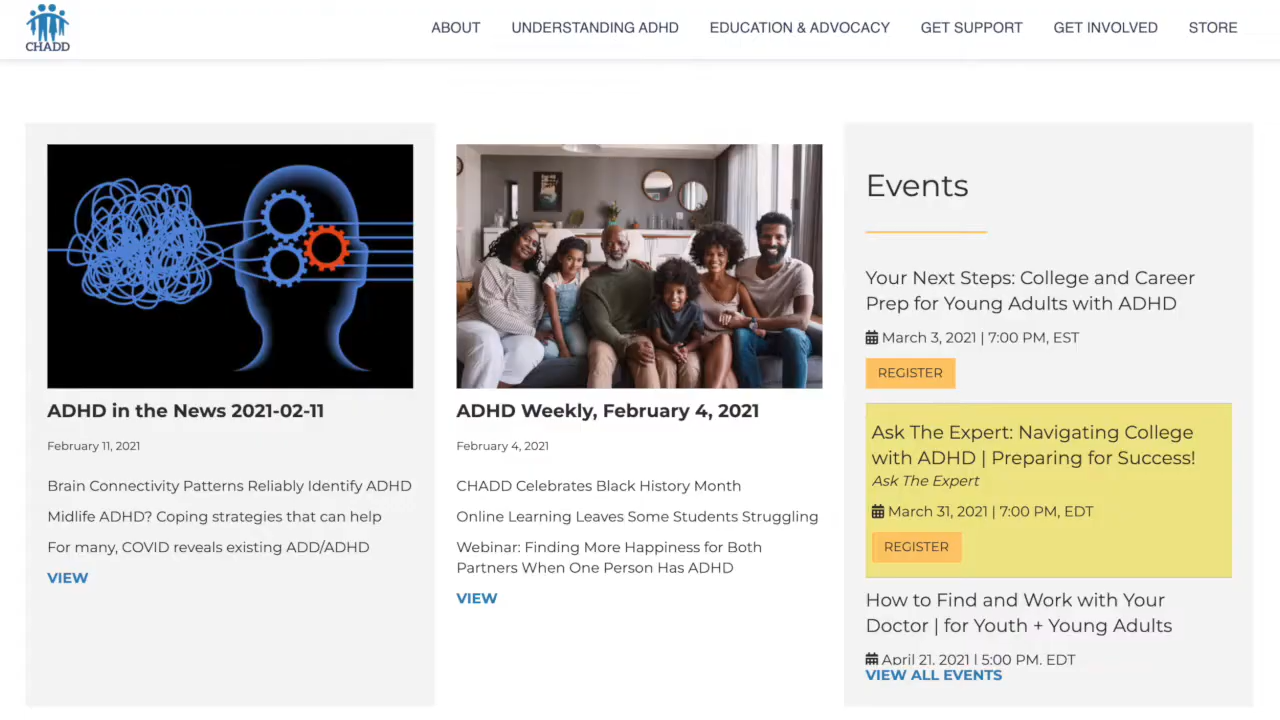 CHADD
ABOUT
UNDERSTANDING ADHD
EDUCATION & ADVOCACY
GET SUPPORT
GET INVOLVED
STORE
ADHD in the News 2021-02-11
February 11, 2021
Brain Connectivity Patterns Reliably Identify ADHD
Midlife ADHD? Coping strategies that can help
For many, COVID reveals existing ADD/ADHD
VIEW
ADHD Weekly, February 4, 2021
February 4, 2021
CHADD Celebrates Black History Month
Online Learning Leaves Some Students Struggling
Webinar: Finding More Happiness for Both
Partners When One Person Has ADHD
VIEW
Events
Your Next Steps: College and Career
Prep for Young Adults with ADHD
March 3, 2021 | 7:00 PM, EST
REGISTER
Ask The Expert: Navigating College
with ADHD | Preparing for Success!
Ask The Expert
March 31, 2021 | 7:00 PM, EDT
REGISTER
How to Find and Work with Your
Doctor | for Youth + Young Adults
April 21, 2021 | 5:00 PM, EDT
VIEW ALL EVENTS